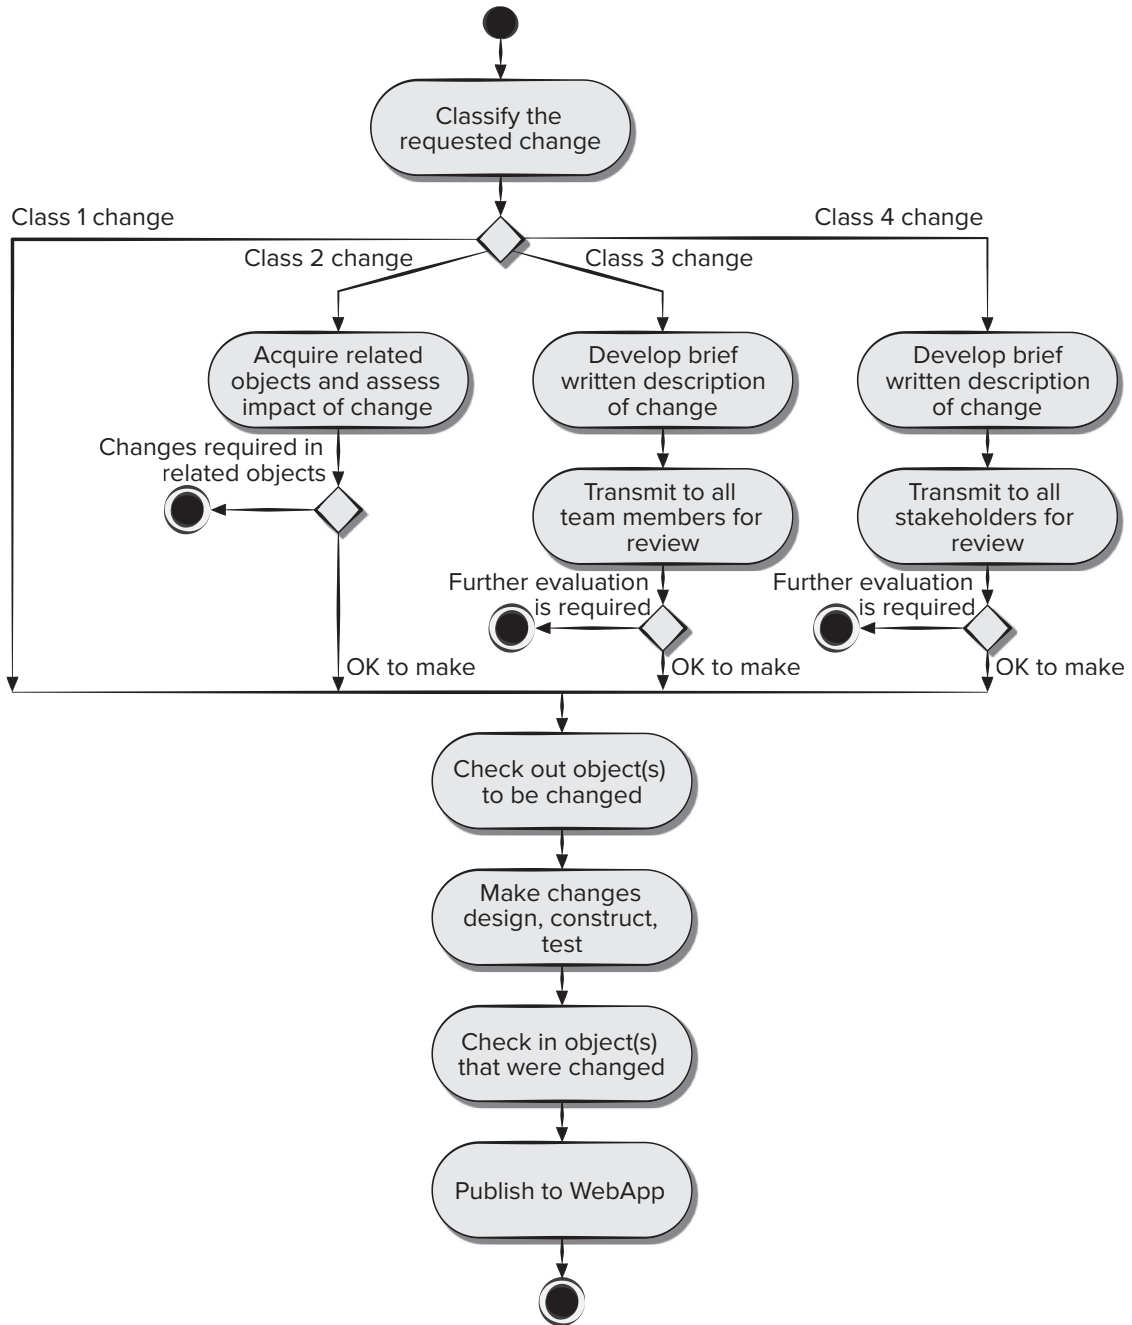 Classify the
requested change
Class 1 change
Class 4 change
Class 2 change
Class 3 change
Acquire related
objects and assess
impact of change
Develop brief
written description
of change
Develop brief
written description
of change
Changes required in
related objects
Transmit to all
team members for
review
Transmit to all
stakeholders for
review
Further evaluation
is required
Further evaluation
is required
OK to make
OK to make
OK to make
Check out object(s)
to be changed
Make changes
design, construct,
test
Check in object(s)
that were changed
Publish to WebApp